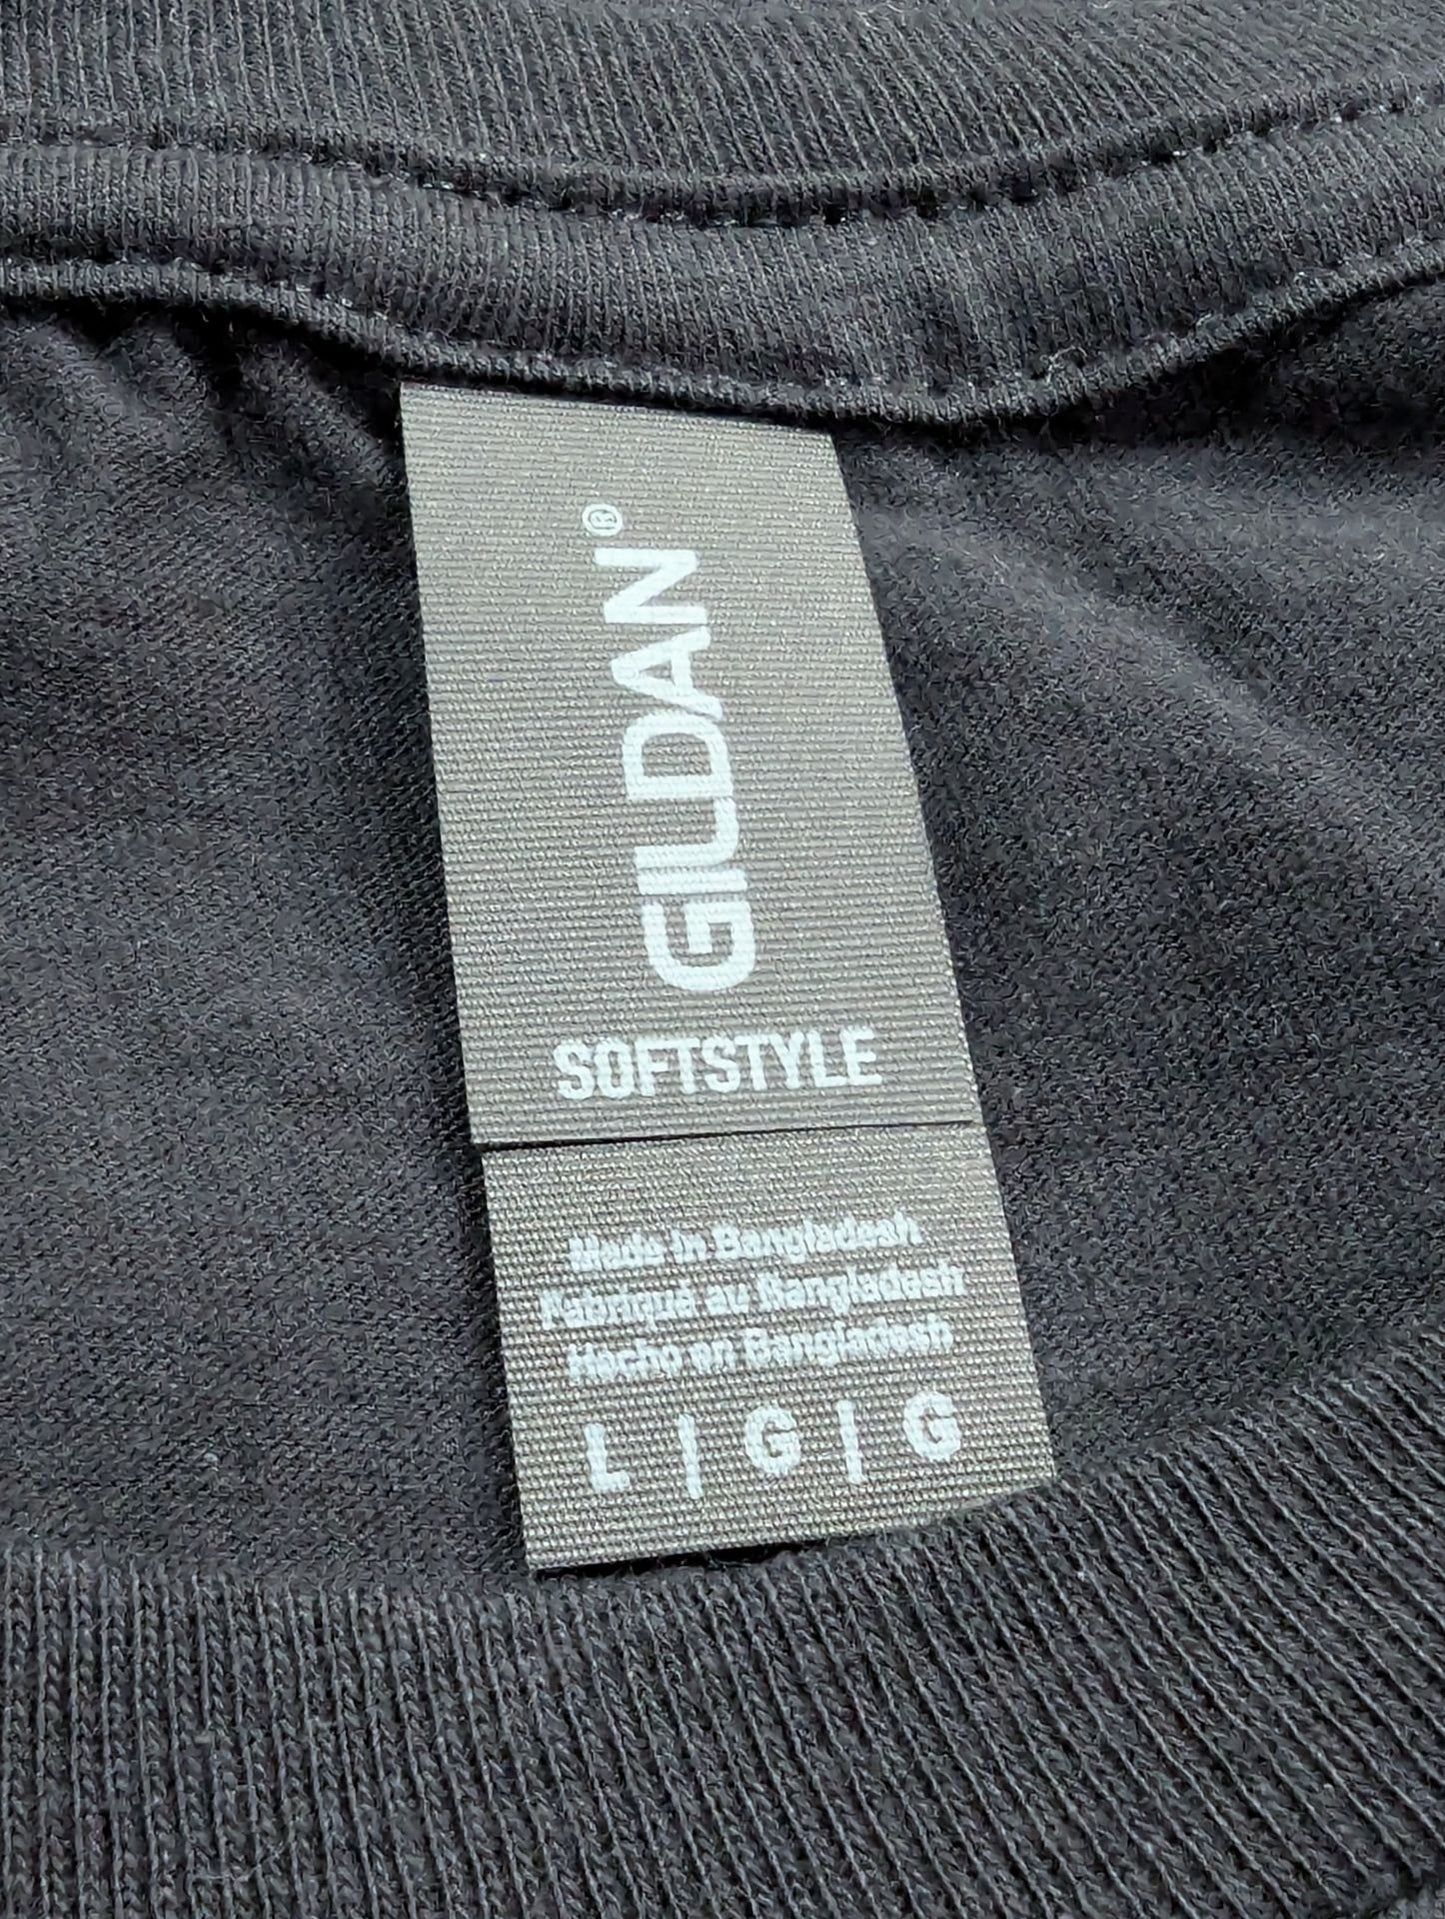 GILDAN®
SOFTSTYLE
Made in Bangladesh
Fabriqué au Bangladesh
Hecho en Bangladesh
L | G | G